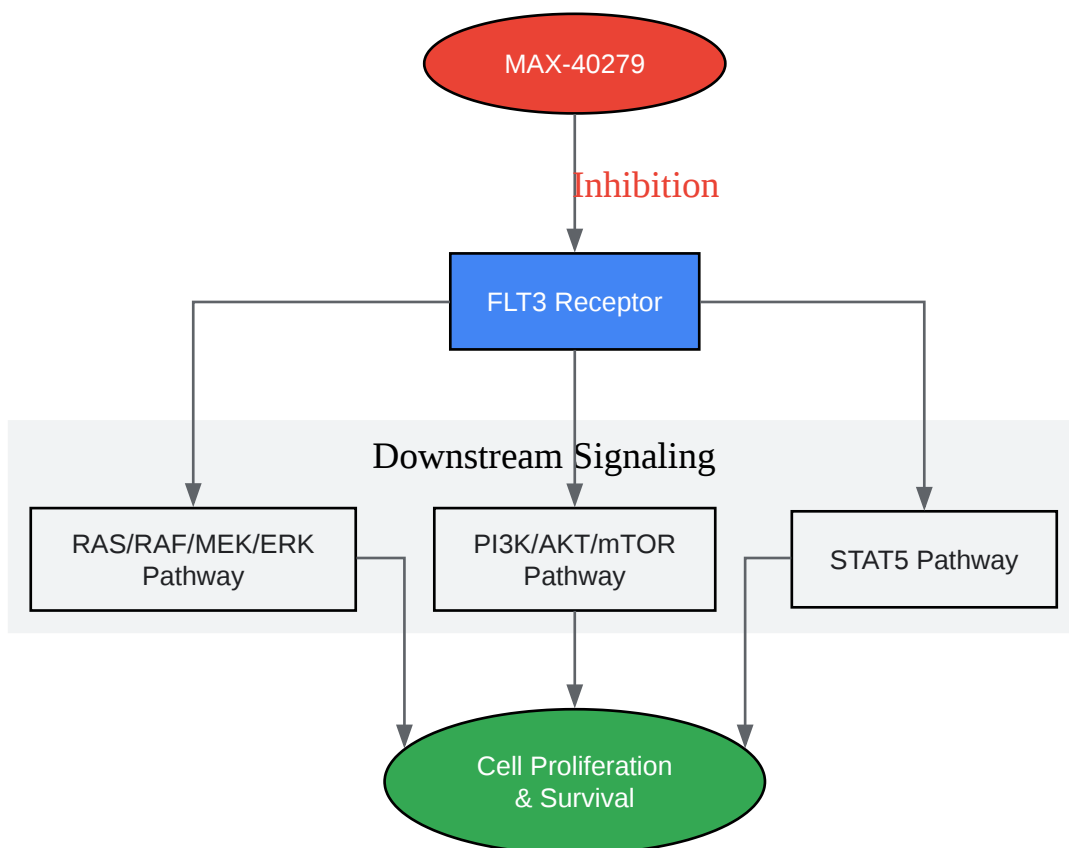 MAX-40279
Inhibition
FLT3 Receptor
Downstream Signaling
RAS/RAF/MEK/ERK
Pathway
PI3K/AKT/mTOR
Pathway
STAT5 Pathway
Cell Proliferation
& Survival